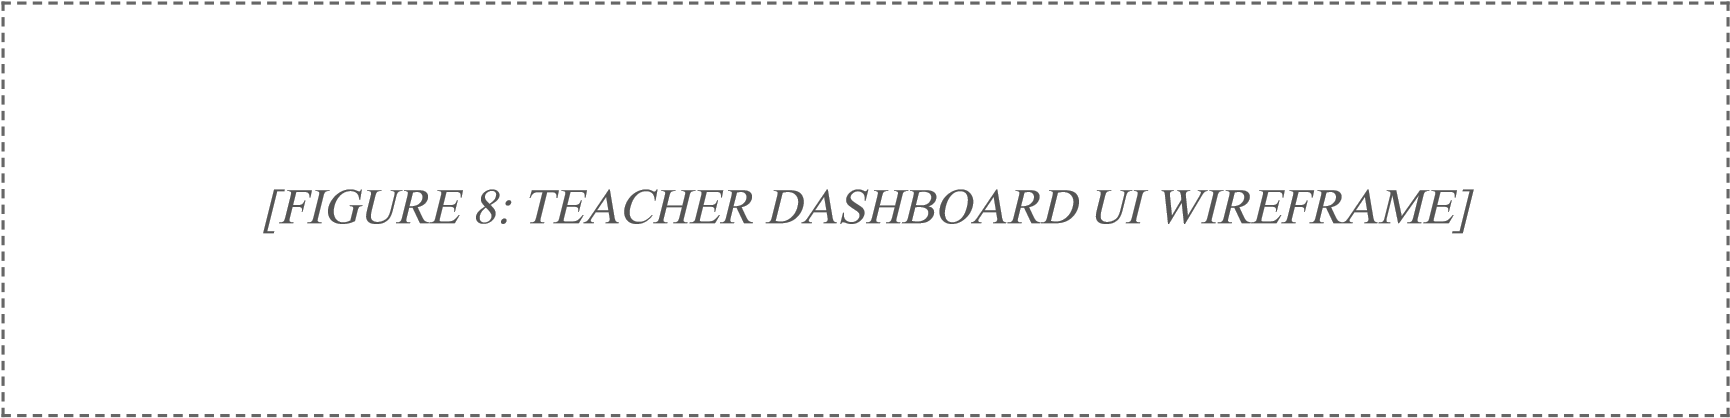 [FIGURE 8: TEACHER DASHBOARD UI WIREFRAME]